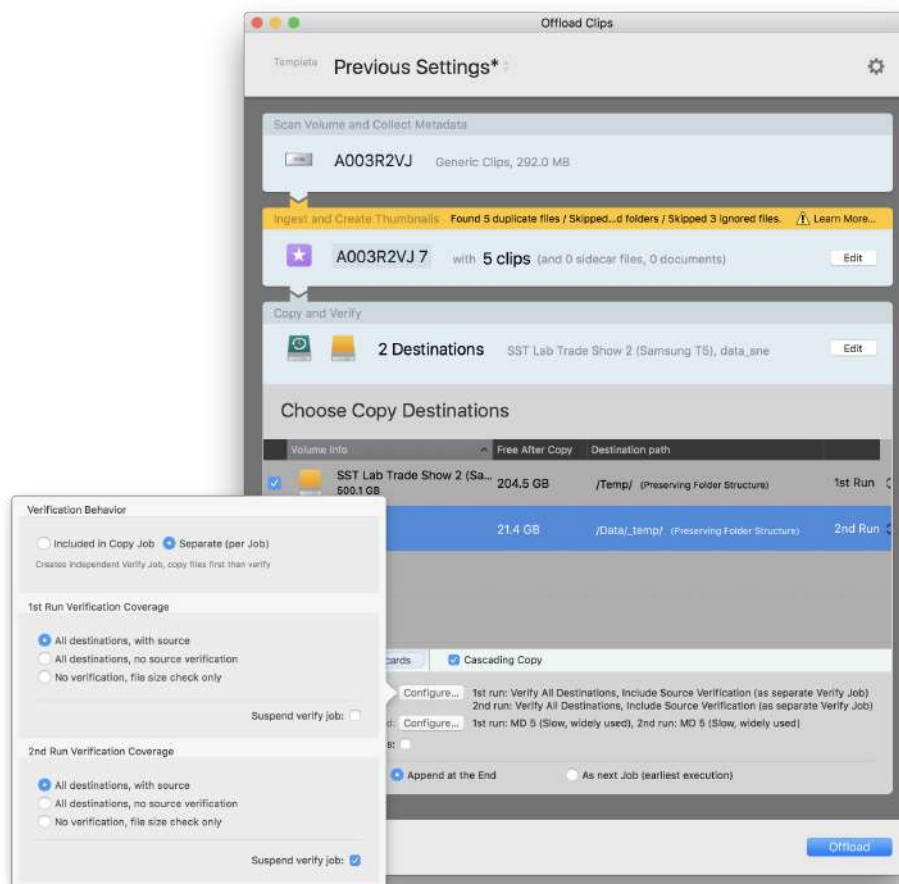 Offload Clips
Template Previous Settings*
Scan Volume and Collect Metadata
A003R2VJ Generic Clips, 292.0 MB
Ingest and Create Thumbnails Found 5 duplicate files / Skipped...d folders / Skipped 3 ignored files. Learn More...
A003R2VJ 7 with 5 clips (and 0 sidecar files, 0 documents) Edit
Copy and Verify
2 Destinations SST Lab Trade Show 2 (Samsung T5), data_sne Edit
Choose Copy Destinations
Volume Info Free After Copy Destination path
SST Lab Trade Show 2 (Sa...
500.1 GB
204.5 GB /Temp/ (Preserving Folder Structure) 1st Run
21.4 GB /Data/_temp/ (Preserving Folder Structure) 2nd Run
cards Cascading Copy
Configure... 1st run: Verify All Destinations, Include Source Verification (as separate Verify Job)
2nd run: Verify All Destinations, Include Source Verification (as separate Verify Job)
d: Configure... 1st run: MD 5 (Slow, widely used), 2nd run: MD 5 (Slow, widely used)
s:
Append at the End As next Job (earliest execution)
Offload
Verification Behavior
Included in Copy Job Separate (per Job)
Creates independent Verify Job, copy files first than verify
1st Run Verification Coverage
All destinations, with source
All destinations, no source verification
No verification, file size check only
Suspend verify job:
2nd Run Verification Coverage
All destinations, with source
All destinations, no source verification
No verification, file size check only
Suspend verify job: